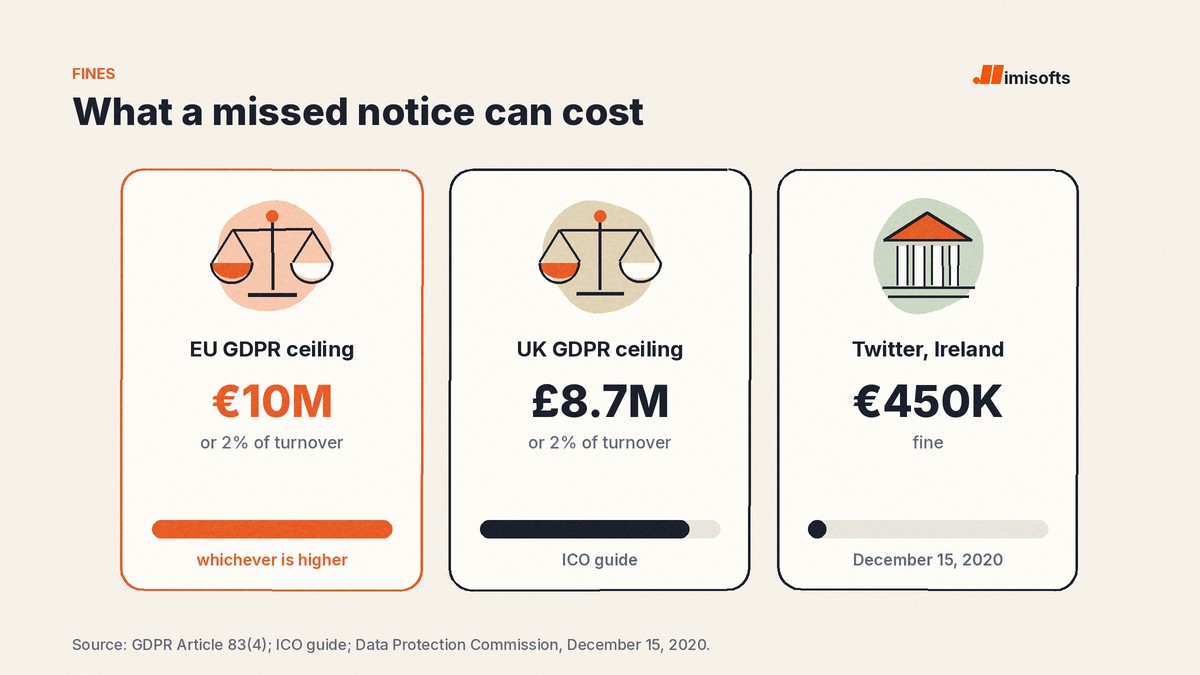 FINES
What a missed notice can cost
imisofts
EU GDPR ceiling
€10M
or 2% of turnover
whichever is higher
UK GDPR ceiling
£8.7M
or 2% of turnover
ICO guide
Twitter, Ireland
€450K
fine
December 15, 2020
Source: GDPR Article 83(4); ICO guide; Data Protection Commission, December 15, 2020.